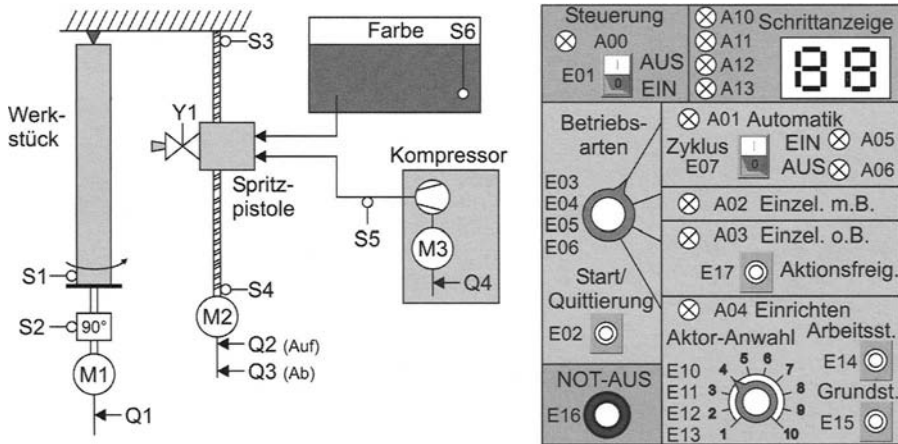 S3
Farbe
S6
Werk-
stück
Y1
Spritz-
pistole
Kompressor
S5
M3
Q4
S1
S2
90°
M1
Q1
S4
M2
Q2 (Auf)
Q3 (Ab)
Steuerung
A00
E01
AUS
EIN
I
0
A10
A11
A12
A13
Schrittanzeige
88
Betriebs-
arten
E03
E04
E05
E06
A01 Automatik
Zyklus
E07
I
0
EIN
AUS
A05
A06
A02 Einzel. m.B.
A03 Einzel. o.B.
E17
Aktionsfreig.
Start/
Quittierung
E02
A04 Einrichten
Aktor-Anwahl
Arbeitsst.
E14
Grundst.
E15
E10
E11
E12
E13
1
2
3
4
5
6
7
8
9
10
NOT-AUS
E16